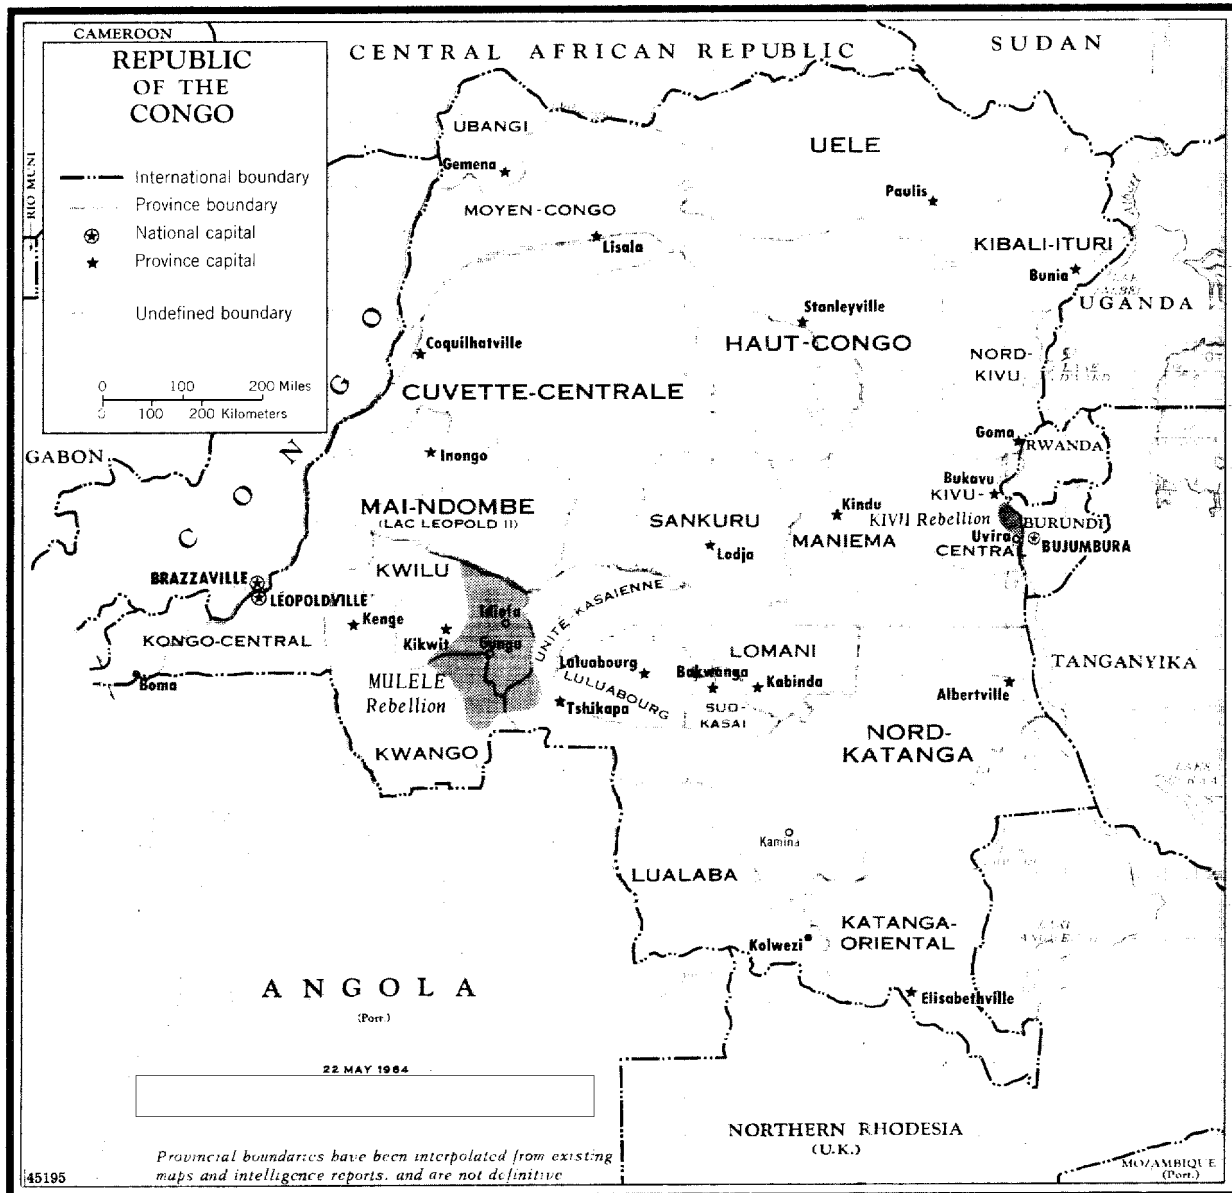 CAMEROON
REPUBLIC
OF THE
CONGO
International boundary
Province boundary
National capital
Province capital
Undefined boundary
0 100 200 Miles
0 100 200 Kilometers
RIO MUNI
CENTRAL AFRICAN REPUBLIC
SUDAN
UBANGI
Gemena
UELE
Paulis
MOYEN-CONGO
Lisala
KIBALI-ITURI
Bunia
Albert
UGANDA
Stanleyville
HAUT-CONGO
NORD-
KIVU
Coquilhatville
CUVETTE-CENTRALE
CONGO
GABON
Inongo
Goma
RWANDA
Bukavu
KIVU-
CENTRAL
KIVU Rebellion
BURUNDI
Uvira
BUJUMBURA
MAI-NDOMBE
(LAC LEOPOLD II)
SANKURU
Lodja
Kindu
MANIEMA
KWILU
BRAZZAVILLE
LÉOPOLDVILLE
Kenge
Kikwit
Idiofa
Gungu
UNITÉ KASAIENNE
KONGO-CENTRAL
Boma
LOMANI
Luluabourg
LULUABOURG
Bakwanga
Kabinda
TANGANYIKA
Albertville
MULELE
Rebellion
Tshikapa
SUD-
KASAI
NORD-
KATANGA
KWANGO
LAKE
Kamina
LUALABA
KATANGA-
ORIENTAL
Kolwezi
Elisabethville
ANGOLA
(Port.)
22 MAY 1964
NORTHERN RHODESIA
(U.K.)
MOZAMBIQUE
(Port.)
Provincial boundaries have been interpolated from existing
maps and intelligence reports, and are not definitive
45195